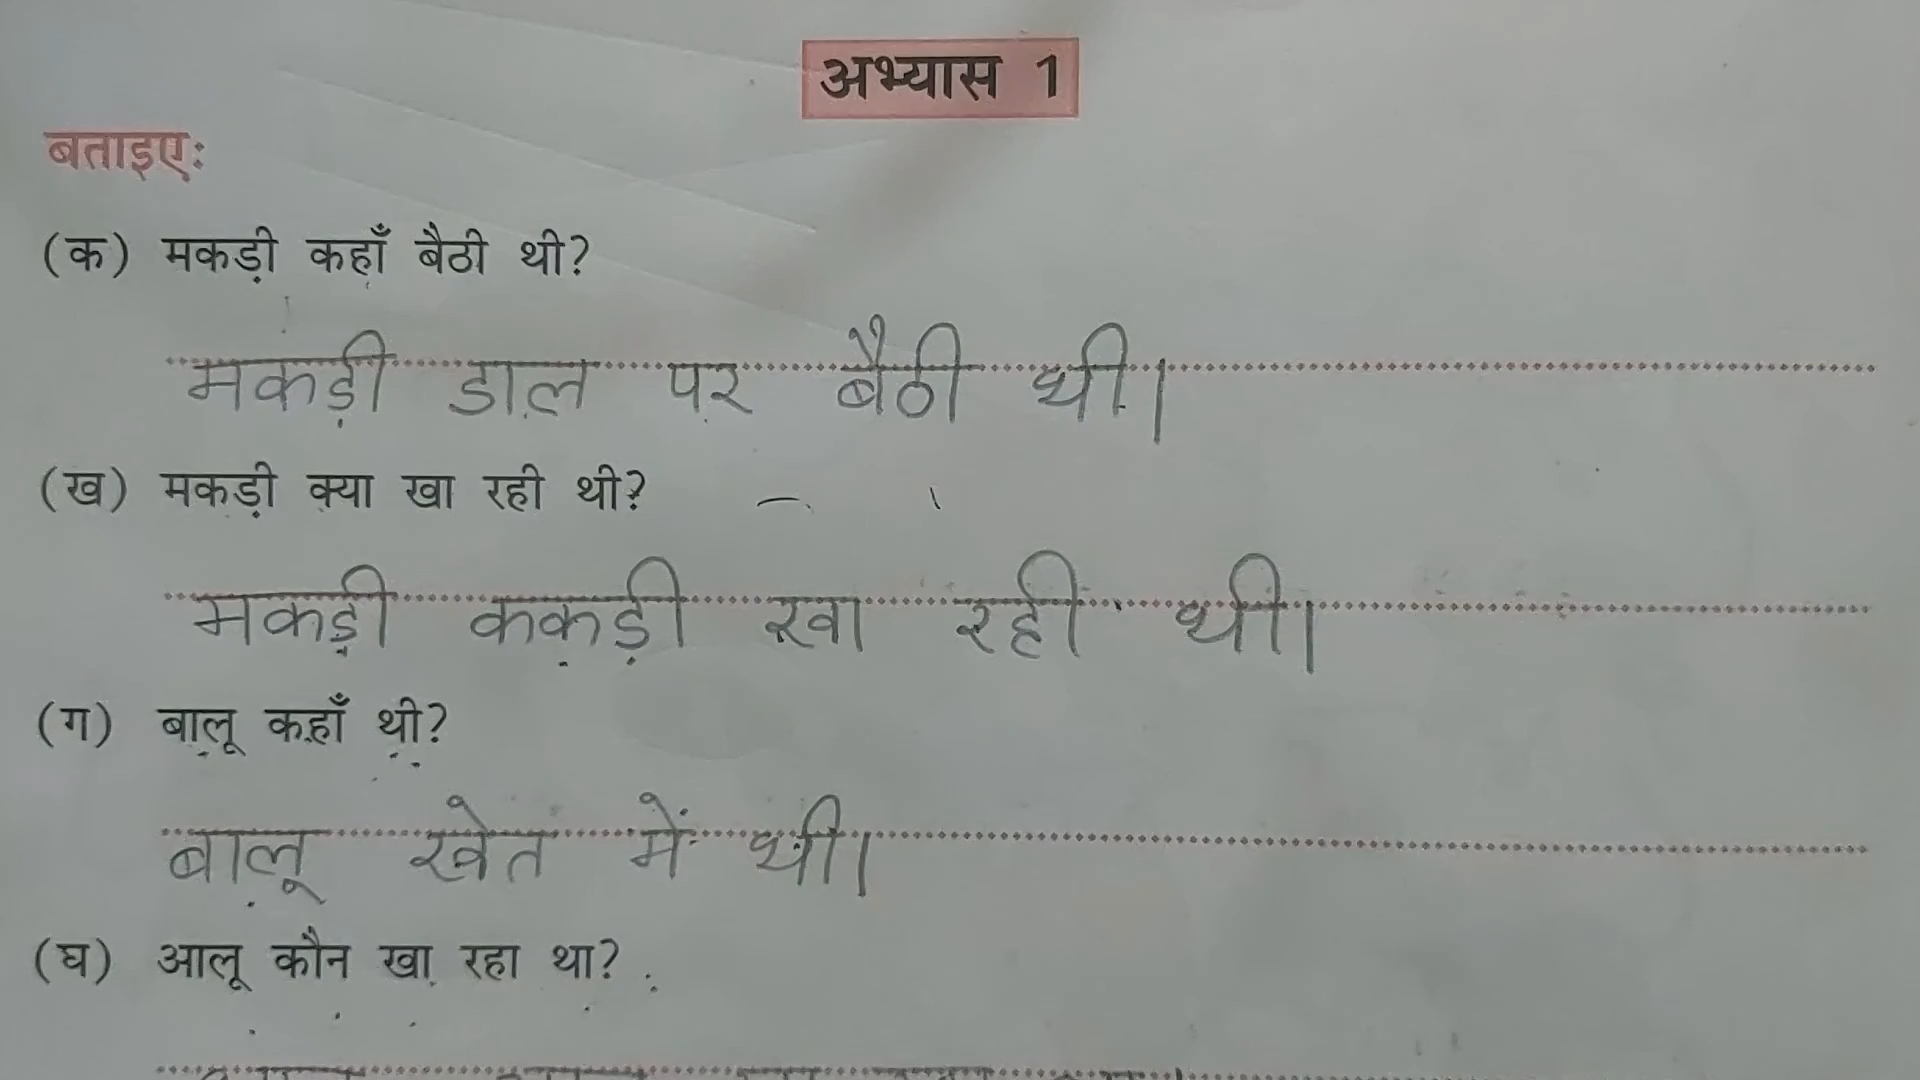 अभ्यास 1
बताइए:
(क) मकड़ी कहाँ बैठी थी?
मकड़ी डाल पर बैठी थी।
(ख) मकड़ी क्या खा रही थी?
मकड़ी ककड़ी खा रही थी।
(ग) बालू कहाँ थी?
बालू खेत में थी।
(घ) आलू कौन खा रहा था?